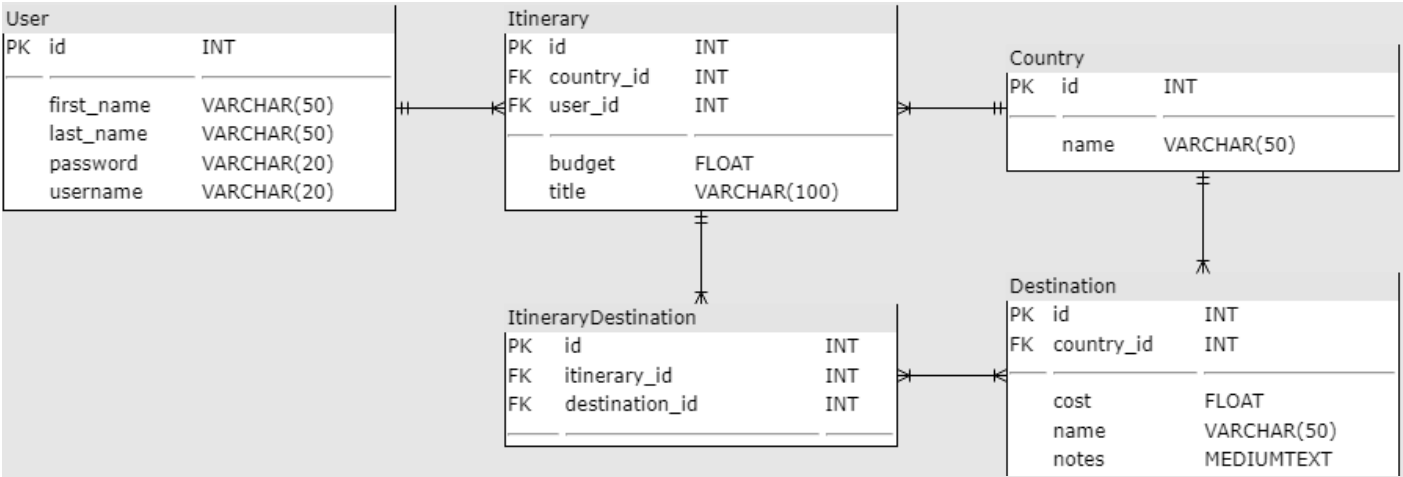 User
PK id INT
first_name VARCHAR(50)
last_name VARCHAR(50)
password VARCHAR(20)
username VARCHAR(20)
Itinerary
PK id INT
FK country_id INT
FK user_id INT
budget FLOAT
title VARCHAR(100)
Country
PK id INT
name VARCHAR(50)
ItineraryDestination
PK id INT
FK itinerary_id INT
FK destination_id INT
Destination
PK id INT
FK country_id INT
cost FLOAT
name VARCHAR(50)
notes MEDIUMTEXT